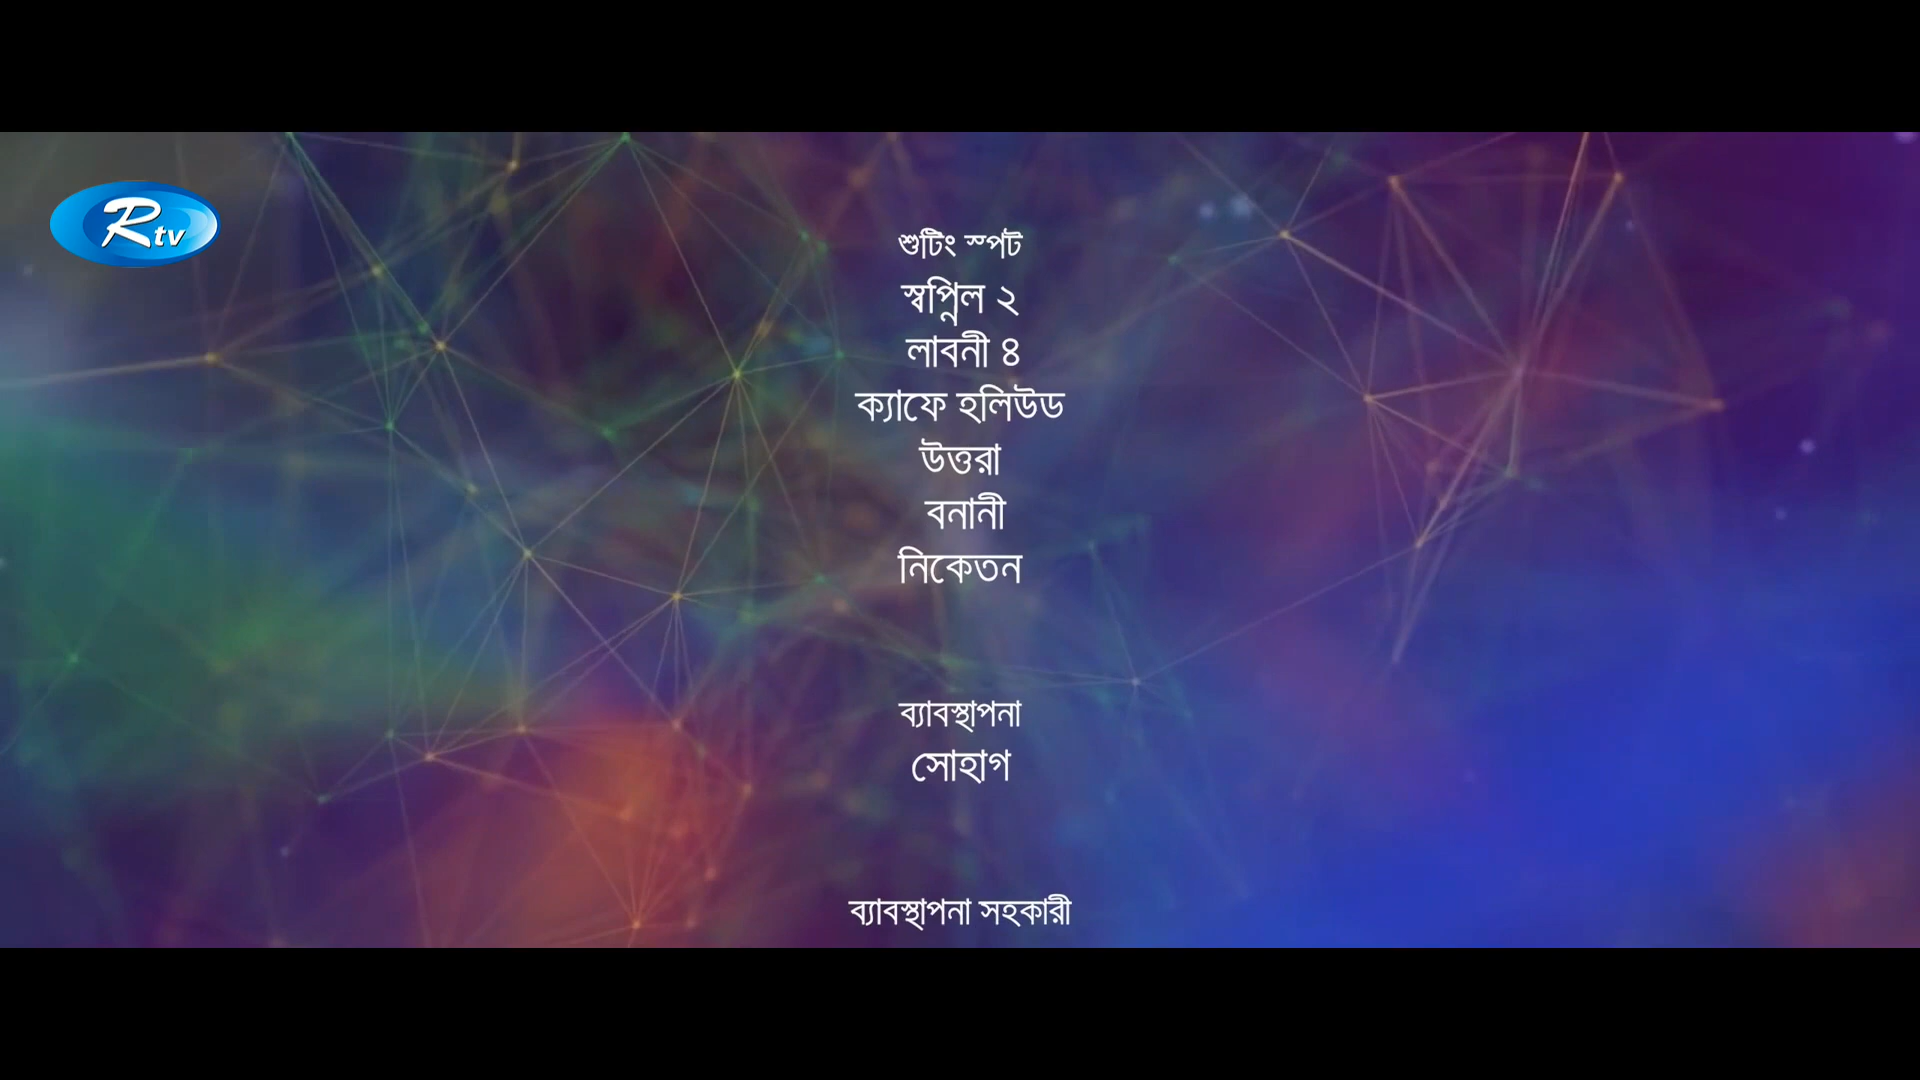 Rtv
শুটিং স্পট
স্বপ্নিল ২
লাবনী ৪
ক্যাফে হলিউড
উত্তরা
বনানী
নিকেতন
ব্যাবস্থাপনা
সোহাগ
ব্যাবস্থাপনা সহকারী